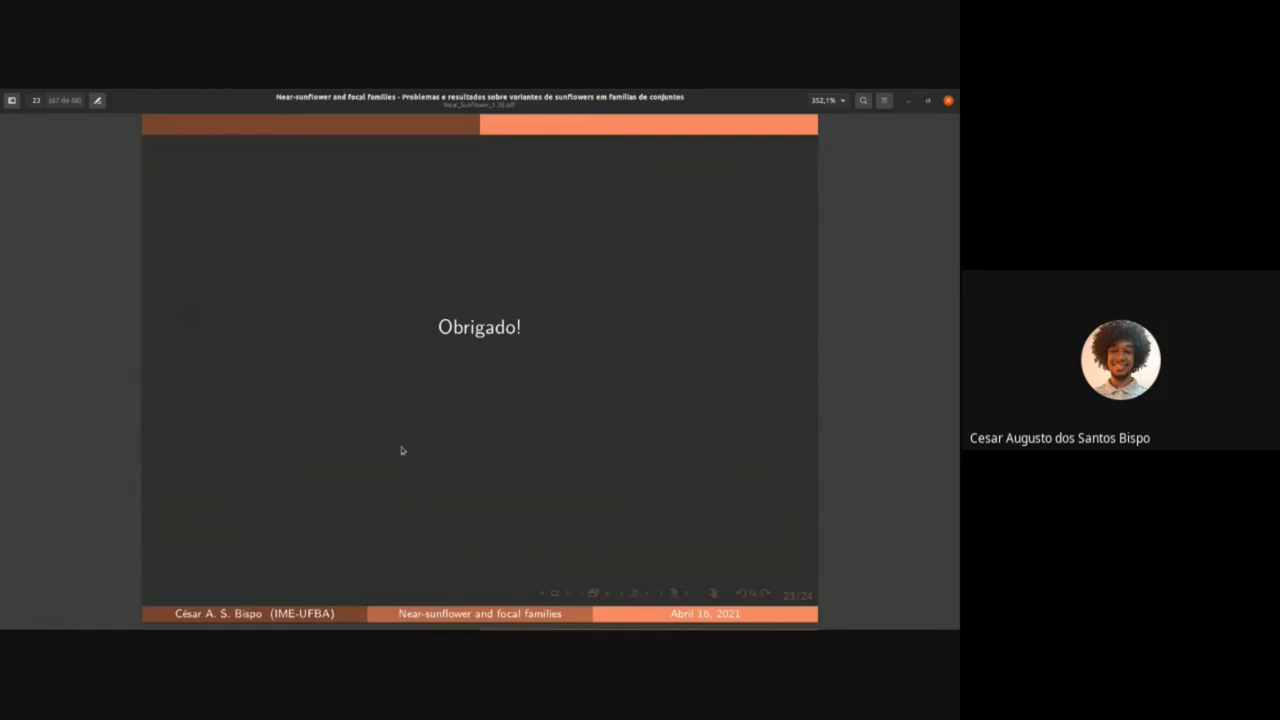 23 (67 de 68)
Near-sunflower and focal families - Problemas e resultados sobre variantes de sunflowers em famílias de conjuntos
352,1%
Obrigado!
Cesar Augusto dos Santos Bispo
23/24
César A. S. Bispo (IME-UFBA) Near-sunflower and focal families Abril 16, 2021